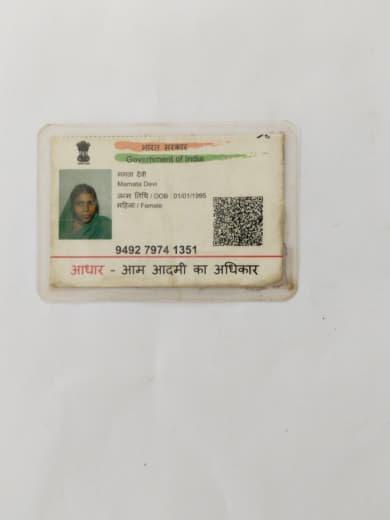 भारत सरकार
Government of India
ममता देवी
Mamata Devi
जन्म तिथि / DOB : 01/01/1995
महिला / Female
9492 7974 1351
आधार - आम आदमी का अधिकार